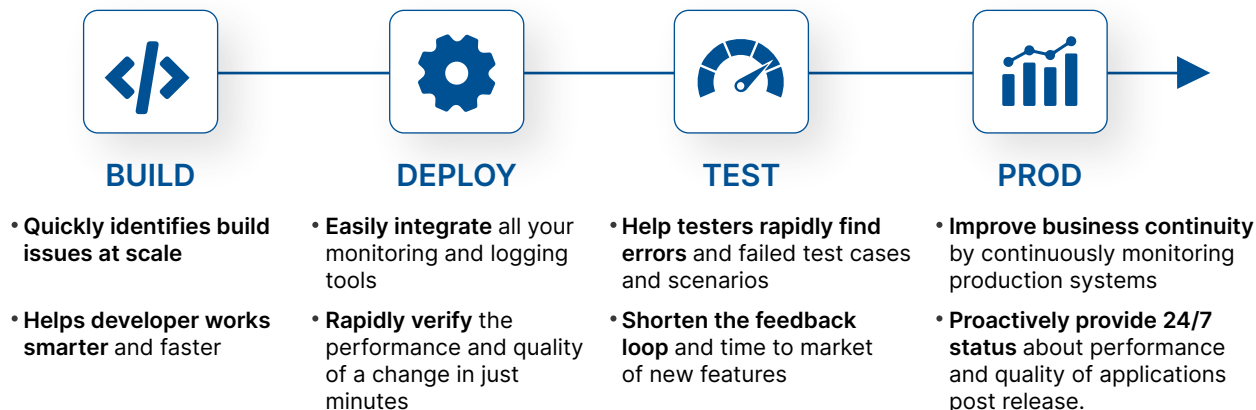 BUILD
• Quickly identifies build
issues at scale
• Helps developer works
smarter and faster
DEPLOY
• Easily integrate all your
monitoring and logging
tools
• Rapidly verify the
performance and quality
of a change in just
minutes
TEST
• Help testers rapidly find
errors and failed test cases
and scenarios
• Shorten the feedback
loop and time to market
of new features
PROD
• Improve business continuity
by continuously monitoring
production systems
• Proactively provide 24/7
status about performance
and quality of applications
post release.